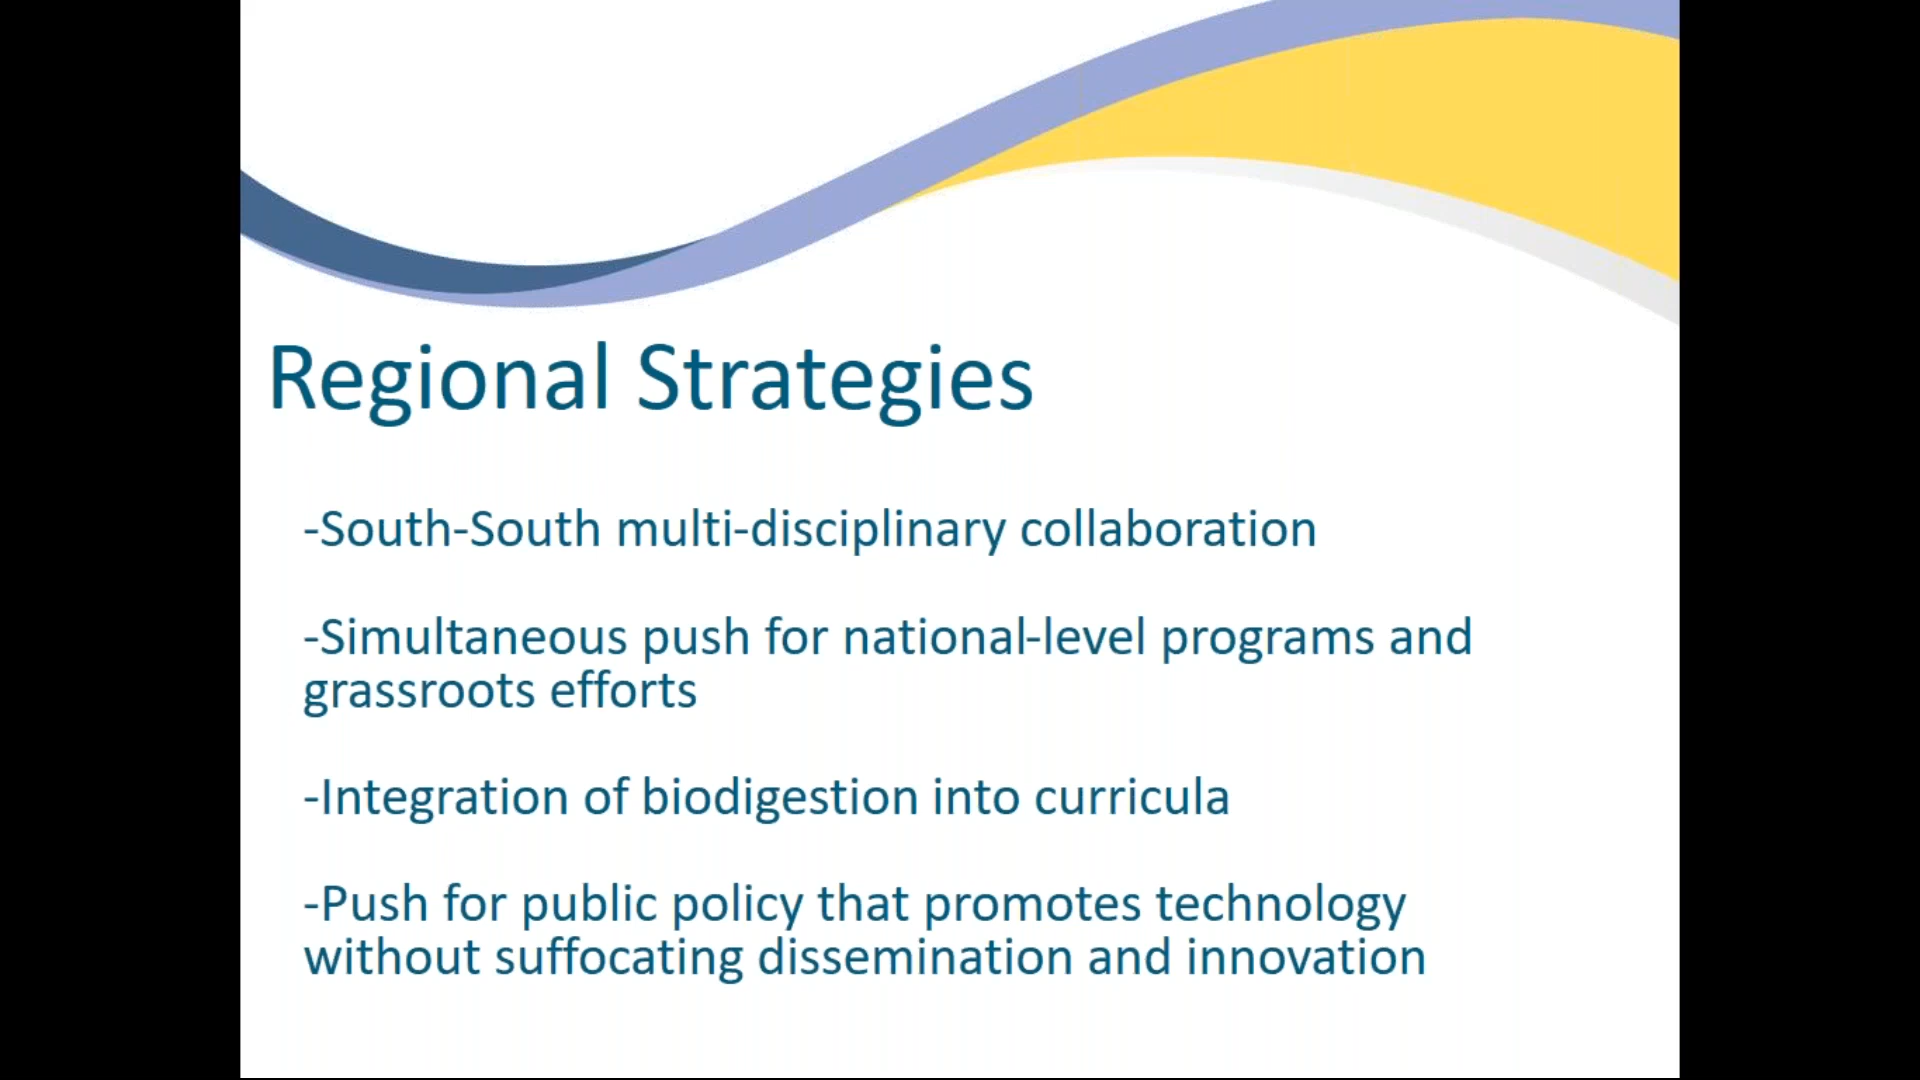 Regional Strategies
-South-South multi-disciplinary collaboration
-Simultaneous push for national-level programs and
grassroots efforts
-Integration of biodigestion into curricula
-Push for public policy that promotes technology
without suffocating dissemination and innovation